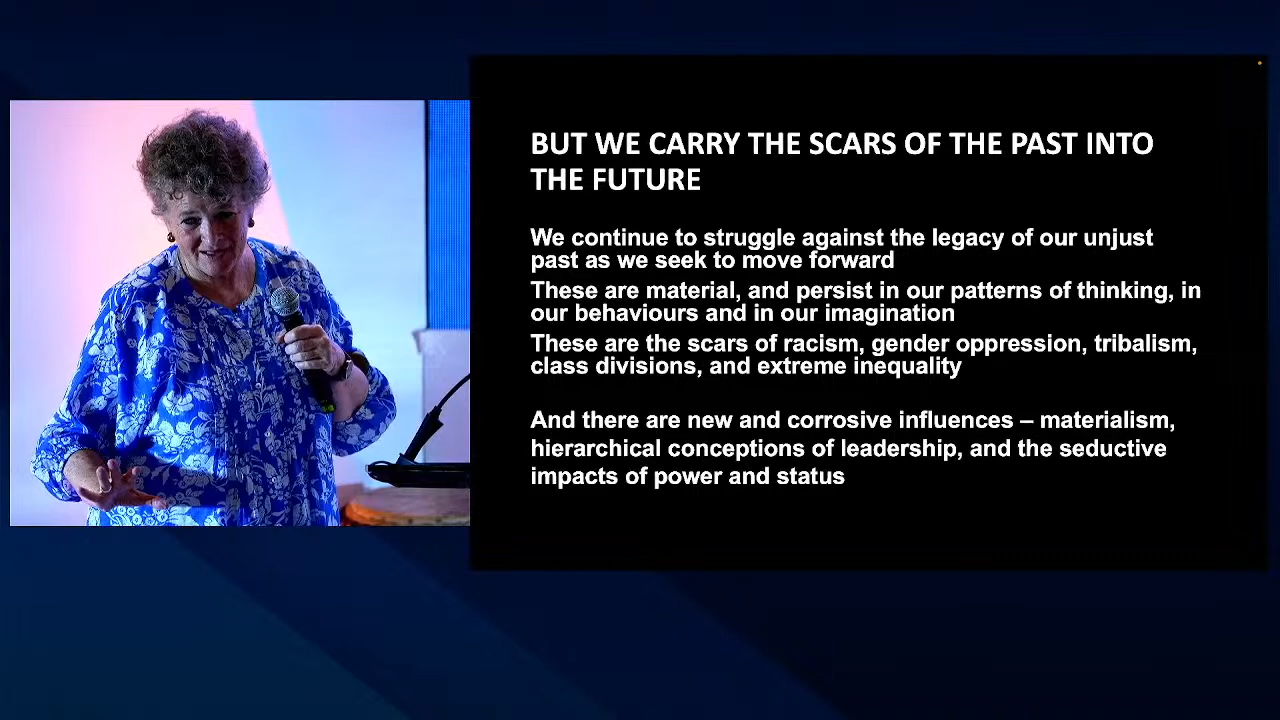 BUT WE CARRY THE SCARS OF THE PAST INTO
THE FUTURE
We continue to struggle against the legacy of our unjust
past as we seek to move forward
These are material, and persist in our patterns of thinking, in
our behaviours and in our imagination
These are the scars of racism, gender oppression, tribalism,
class divisions, and extreme inequality
And there are new and corrosive influences – materialism,
hierarchical conceptions of leadership, and the seductive
impacts of power and status